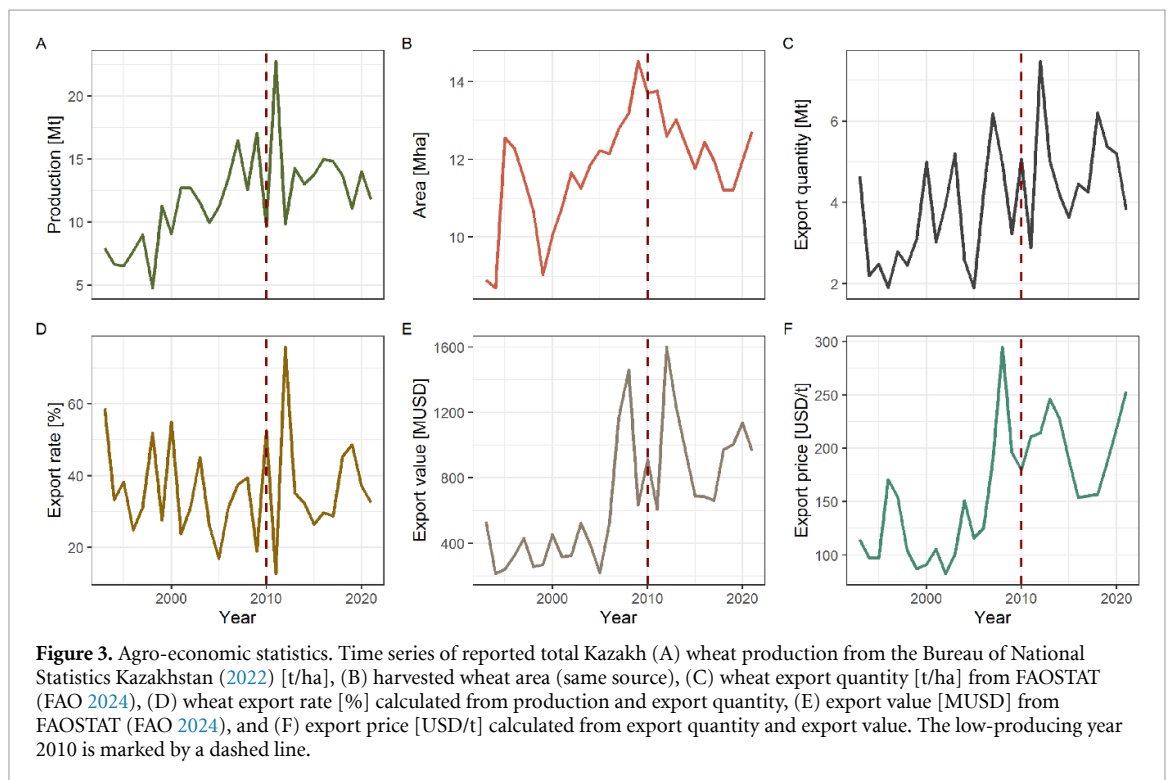 A
B
C
Production [Mt]
20
15
10
5
Area [Mha]
14
12
10
Export quantity [Mt]
6
4
2
D
E
F
Export rate [%]
60
40
20
2000
2010
2020
Year
Export value [MUSD]
1600
1200
800
400
2000
2010
2020
Year
Export price [USD/t]
300
250
200
150
100
2000
2010
2020
Year
Figure 3. Agro-economic statistics. Time series of reported total Kazakh (A) wheat production from the Bureau of National
Statistics Kazakhstan (2022) [t/ha], (B) harvested wheat area (same source), (C) wheat export quantity [t/ha] from FAOSTAT
(FAO 2024), (D) wheat export rate [%] calculated from production and export quantity, (E) export value [MUSD] from
FAOSTAT (FAO 2024), and (F) export price [USD/t] calculated from export quantity and export value. The low-producing year
2010 is marked by a dashed line.